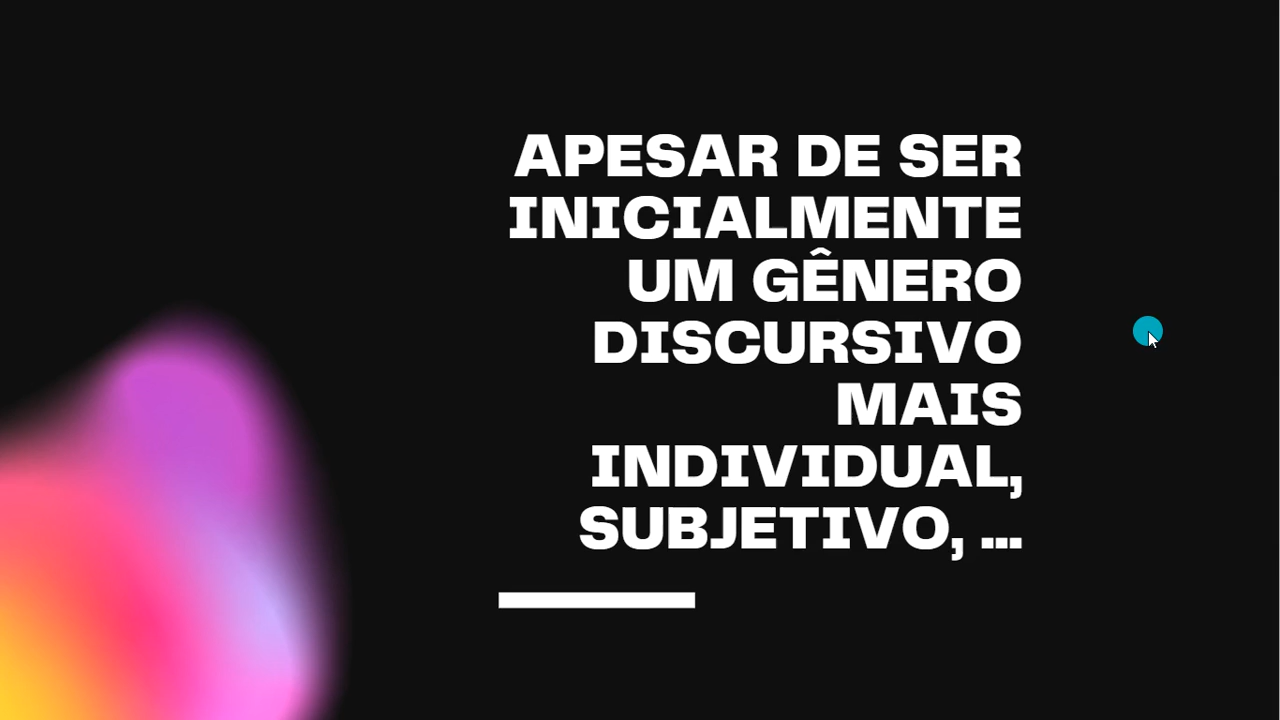 APESAR DE SER
INICIALMENTE
UM GÊNERO
DISCURSIVO
MAIS
INDIVIDUAL,
SUBJETIVO, ...